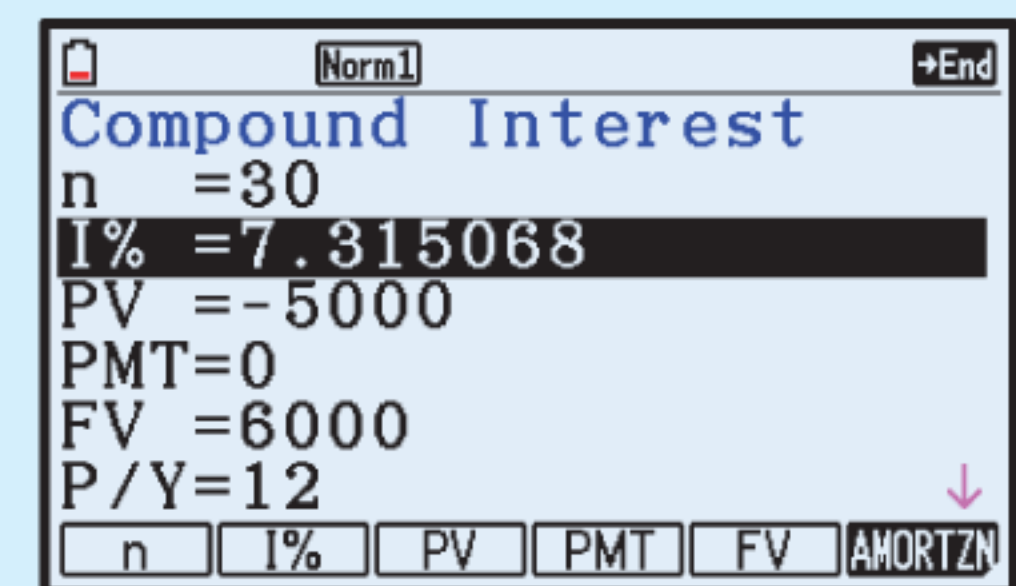 Norm1 →End
Compound Interest
n =30
I% =7.315068
PV =-5000
PMT=0
FV =6000
P/Y=12 ↓
n I% PV PMT FV AMORTZN